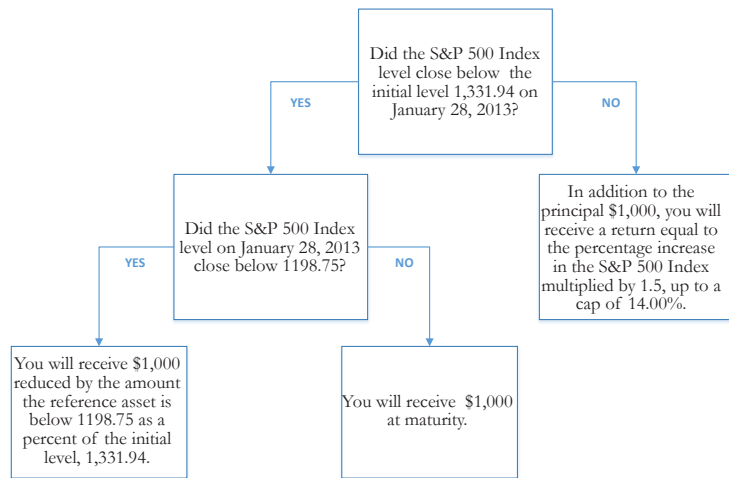 Did the S&P 500 Index
level close below the
initial level 1,331.94 on
January 28, 2013?
YES
NO
Did the S&P 500 Index
level on January 28, 2013
close below 1198.75?
In addition to the
principal $1,000, you will
receive a return equal to
the percentage increase
in the S&P 500 Index
multiplied by 1.5, up to a
cap of 14.00%.
YES
NO
You will receive $1,000
reduced by the amount
the reference asset is
below 1198.75 as a
percent of the initial
level, 1,331.94.
You will receive $1,000
at maturity.